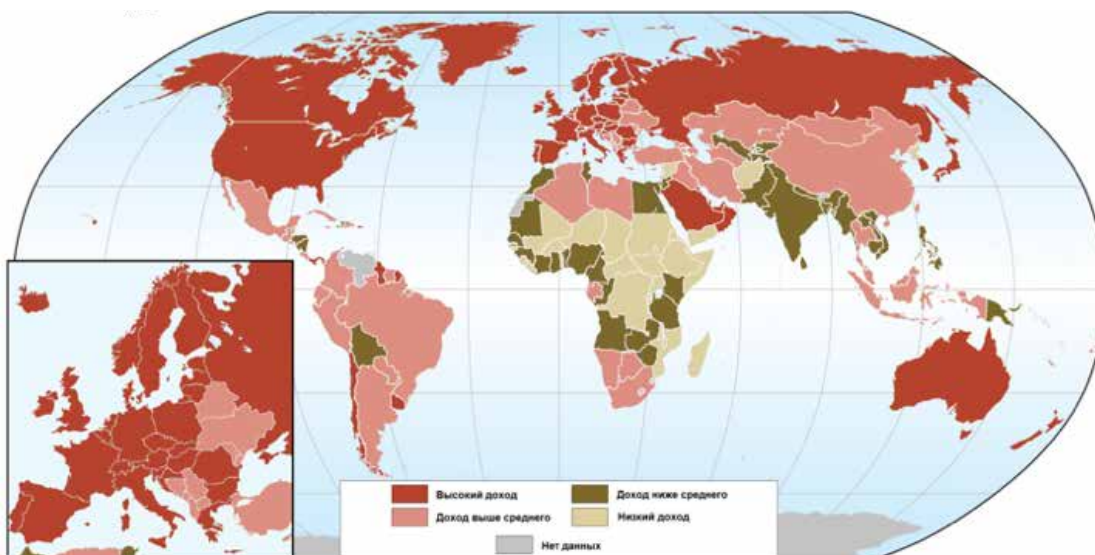 Высокий доход
Доход выше среднего
Доход ниже среднего
Низкий доход
Нет данных